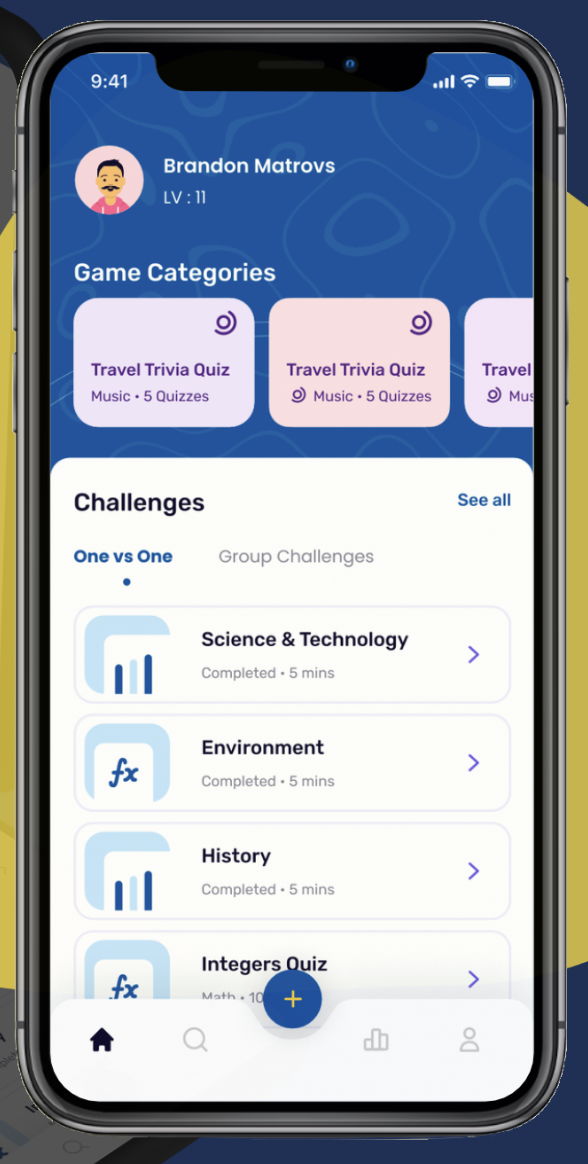 9:41
Brandon Matrovs
LV : 11
Game Categories
Travel Trivia Quiz
Music • 5 Quizzes
Travel Trivia Quiz
Music • 5 Quizzes
Travel
Mus
Challenges
See all
One vs One
Group Challenges
Science & Technology
Completed • 5 mins
Environment
Completed • 5 mins
fx
History
Completed • 5 mins
Integers Quiz
Math • 10
fx
+